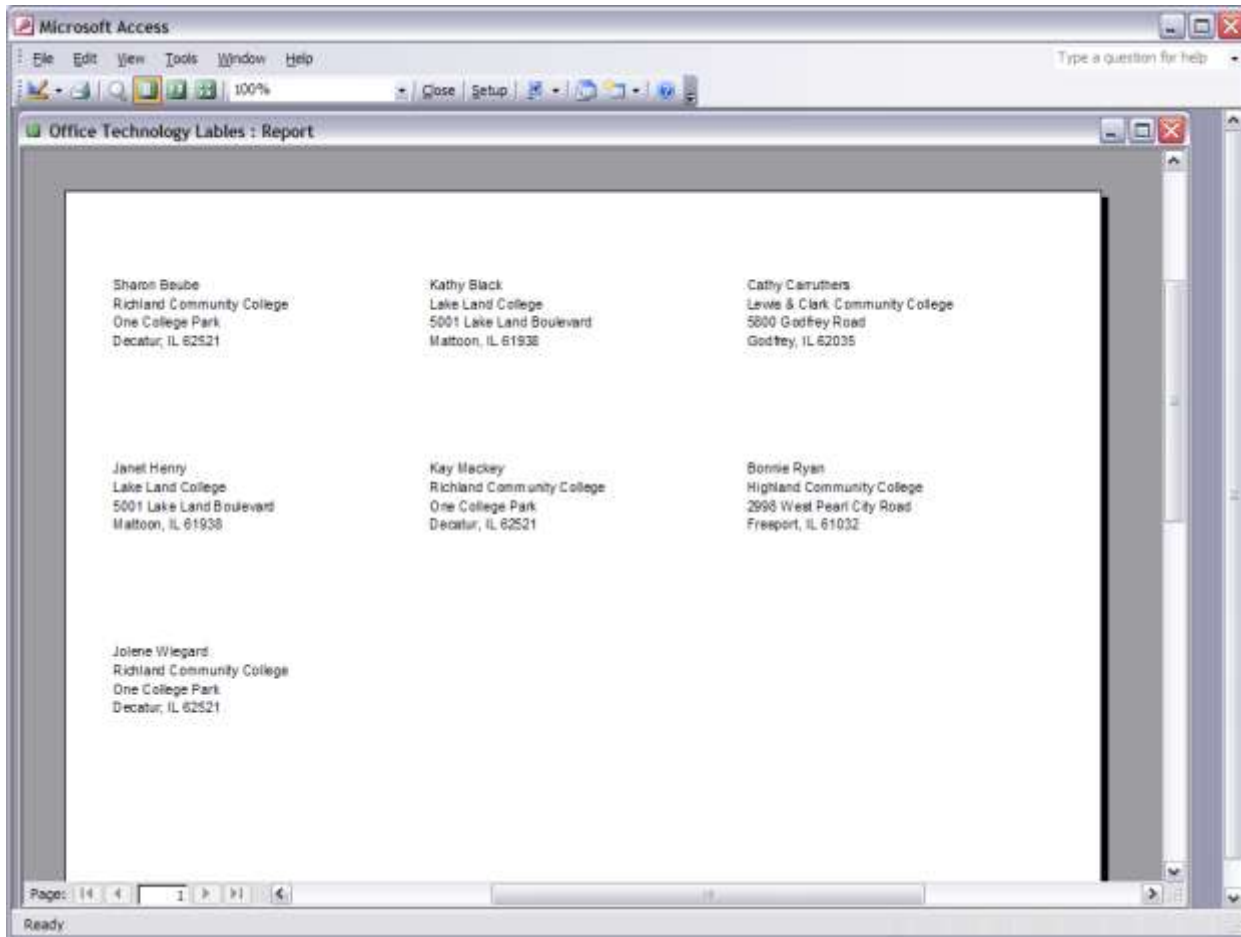 Microsoft Access
File Edit View Tools Window Help
Type a question for help
100% Close Setup
Office Technology Lables : Report
Sharon Beube
Richland Community College
One College Park
Decatur, IL 62521
Kathy Black
Lake Land College
5001 Lake Land Boulevard
Mattoon, IL 61938
Cathy Carruthers
Lewis & Clark Community College
5800 Godfrey Road
Godfrey, IL 62035
Janet Henry
Lake Land College
5001 Lake Land Boulevard
Mattoon, IL 61938
Kay Mackey
Richland Community College
One College Park
Decatur, IL 62521
Bonnie Ryan
Highland Community College
2998 West Pearl City Road
Freeport, IL 61032
Jolene Wiegard
Richland Community College
One College Park
Decatur, IL 62521
Page: 1
Ready